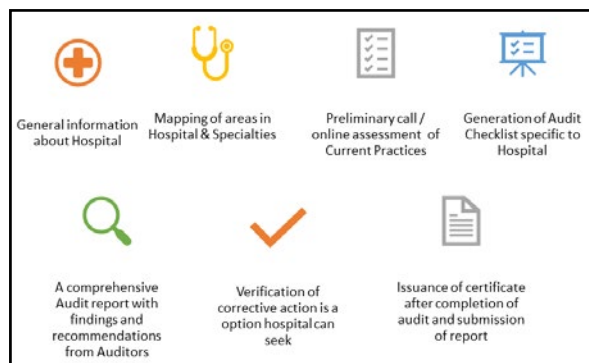 General information
about Hospital
Mapping of areas in
Hospital & Specialties
Preliminary call /
online assessment of
Current Practices
Generation of Audit
Checklist specific to
Hospital
A comprehensive
Audit report with
findings and
recommendations
from Auditors
Verification of
corrective action is a
option hospital can
seek
Issuance of certificate
after completion of
audit and submission
of report